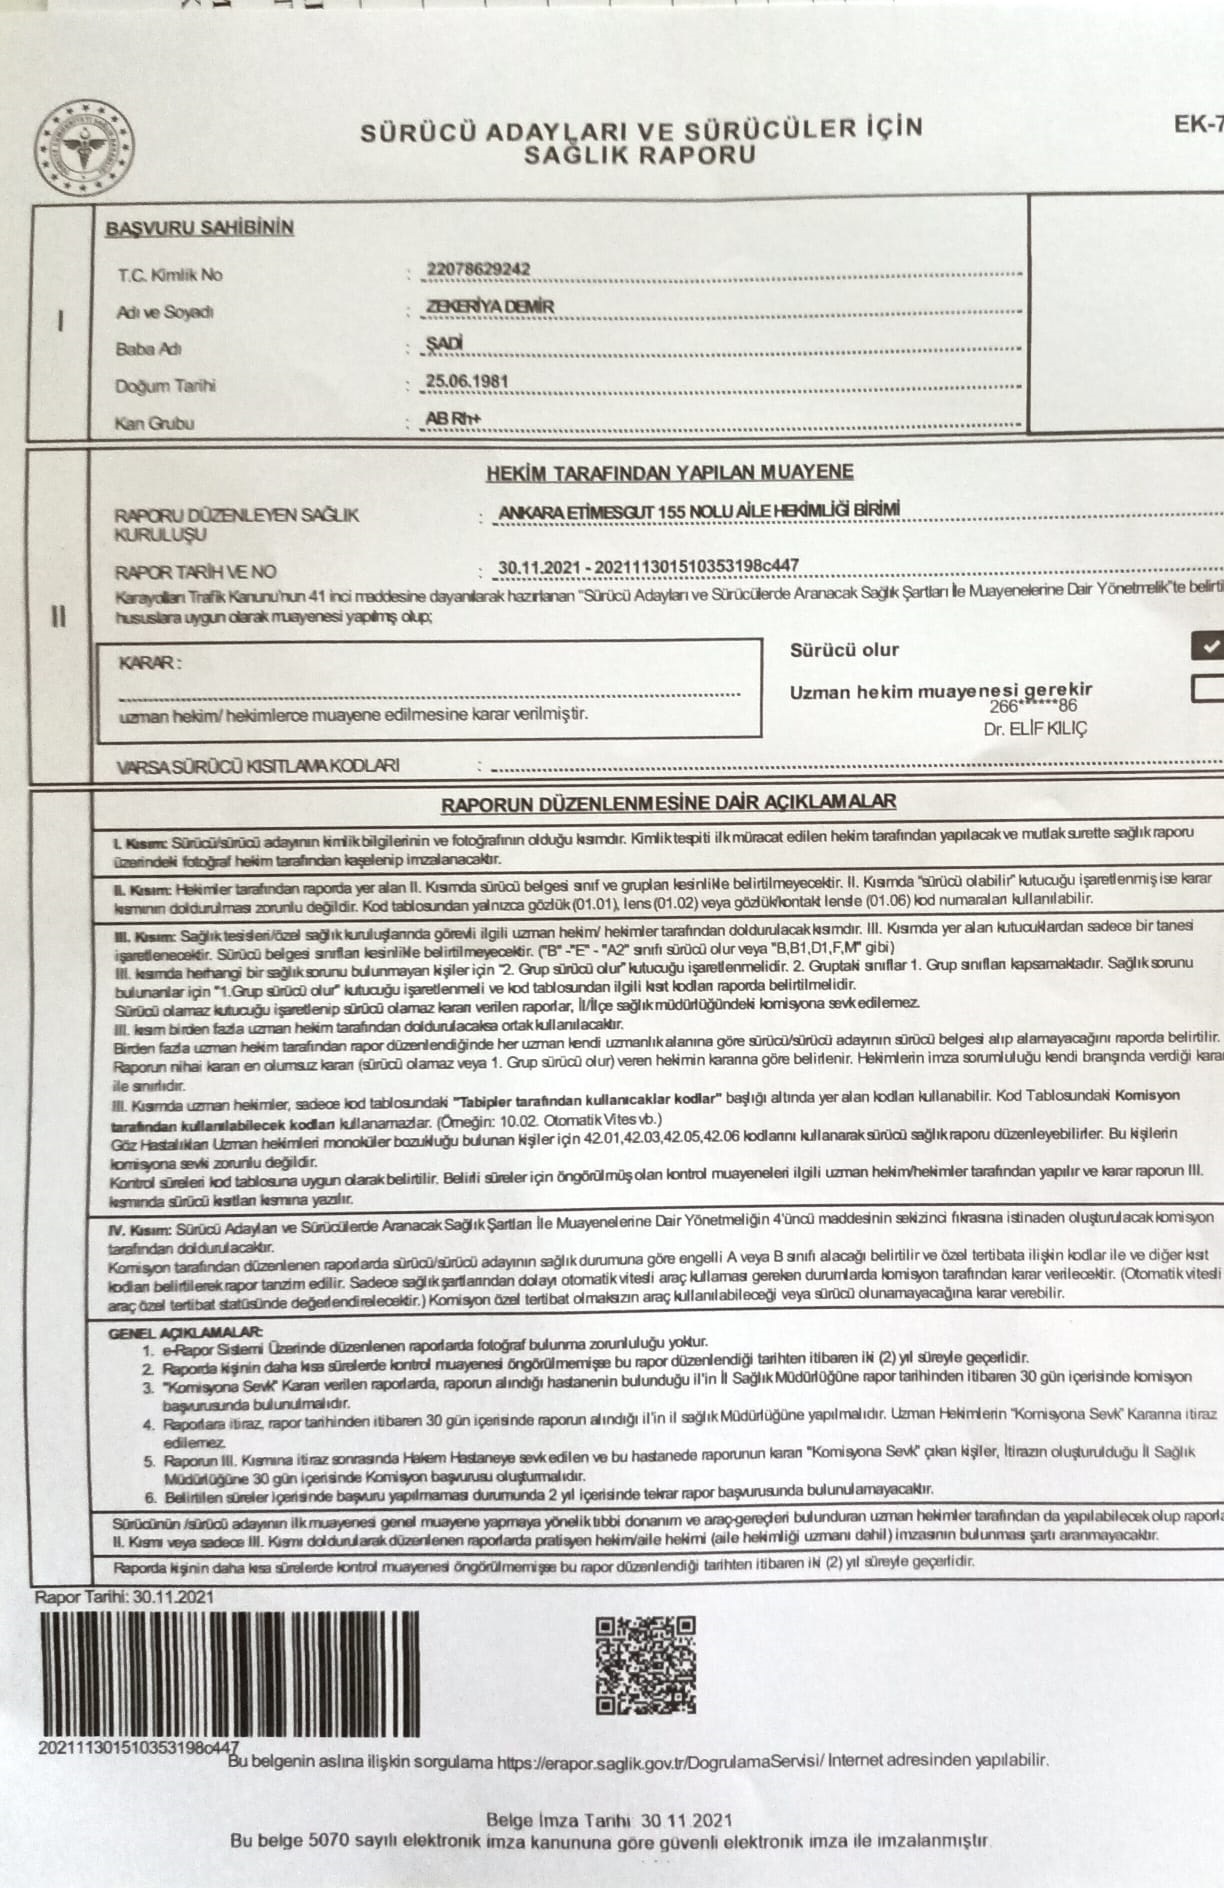 SÜRÜCÜ ADAYLARI VE SÜRÜCÜLER İÇİN
SAĞLIK RAPORU
EK-7
I
BAŞVURU SAHİBİNİN
T.C. Kimlik No : 22078629242
Adı ve Soyadı : ZEKERİYA DEMİR
Baba Adı : ŞADİ
Doğum Tarihi : 25.06.1981
Kan Grubu : AB Rh+
II
HEKİM TARAFINDAN YAPILAN MUAYENE
RAPORU DÜZENLEYEN SAĞLIK : ANKARA ETİMESGUT 155 NOLU AİLE HEKİMLİĞİ BİRİMİ
KURULUŞU
RAPOR TARİH VE NO : 30.11.2021 - 202111301510353198c447
Karayolları Trafik Kanunu'nun 41 inci maddesine dayanılarak hazırlanan "Sürücü Adayları ve Sürücülerde Aranacak Sağlık Şartları İle Muayenelerine Dair Yönetmelik"te belirti
hususlara uygun olarak muayenesi yapılmış olup;
KARAR :
uzman hekim/ hekimlerce muayene edilmesine karar verilmiştir.
Sürücü olur
Uzman hekim muayenesi gerekir
266******86
Dr. ELİF KILIÇ
VARSA SÜRÜCÜ KISITLAMA KODLARI :
RAPORUN DÜZENLENMESİNE DAİR AÇIKLAMALAR
I. Kısım: Sürücü/sürücü adayının kimlik bilgilerinin ve fotoğrafının olduğu kısımdır. Kimlik tespiti ilk müracat edilen hekim tarafından yapılacak ve mutlak surette sağlık raporu
üzerindeki fotoğraf hekim tarafından kaşelenip imzalanacaktır.
II. Kısım: Hekimler tarafından raporda yer alan II. Kısımda sürücü belgesi sınıf ve grupları kesinlikle belirtilmeyecektir. II. Kısımda "sürücü olabilir" kutucuğu işaretlenmiş ise karar
kısmının doldurulması zorunlu değildir. Kod tablosundan yalnızca gözlük (01.01), lens (01.02) veya gözlük/kontakt lensle (01.06) kod numaraları kullanılabilir.
III. Kısım: Sağlık tesisleri/özel sağlık kuruluşlarında görevli ilgili uzman hekim/ hekimler tarafından doldurulacak kısımdır. III. Kısımda yer alan kutucuklardan sadece bir tanesi
işaretlenecektir. Sürücü belgesi sınıfları kesinlikle belirtilmeyecektir. ("B" -"E" - "A2" sınıfı sürücü olur veya "B,B1,D1,F,M" gibi)
III. kısımda herhangi bir sağlık sorunu bulunmayan kişiler için "2. Grup sürücü olur" kutucuğu işaretlenmelidir. 2. Gruptaki sınıflar 1. Grup sınıfları kapsamaktadır. Sağlık sorunu
bulunanlar için "1.Grup sürücü olur" kutucuğu işaretlenmeli ve kod tablosundan ilgili kısıt kodları raporda belirtilmelidir.
Sürücü olamaz kutucuğu işaretlenip sürücü olamaz kararı verilen raporlar, İl/İlçe sağlık müdürlüğündeki komisyona sevk edilemez.
III. kısım birden fazla uzman hekim tarafından doldurulacaksa ortak kullanılacaktır.
Birden fazla uzman hekim tarafından rapor düzenlendiğinde her uzman kendi uzmanlık alanına göre sürücü/sürücü adayının sürücü belgesi alıp alamayacağını raporda belirtilir.
Raporun nihai kararı en olumsuz kararı (sürücü olamaz veya 1. Grup sürücü olur) veren hekimin kararına göre belirlenir. Hekimlerin imza sorumluluğu kendi branşında verdiği karar
ile sınırlıdır.
III. Kısımda uzman hekimler, sadece kod tablosundaki "Tabipler tarafından kullanıcaklar kodlar" başlığı altında yer alan kodları kullanabilir. Kod Tablosundaki Komisyon
tarafından kullanılabilecek kodları kullanamazlar. (Örneğin: 10.02. Otomatik Vites vb.)
Göz Hastalıkları Uzman hekimleri monoküler bozukluğu bulunan kişiler için 42.01,42.03,42.05,42.06 kodlarını kullanarak sürücü sağlık raporu düzenleyebilirler. Bu kişilerin
komisyona sevki zorunlu değildir.
Kontrol süreleri kod tablosuna uygun olarak belirtilir. Belirli süreler için öngörülmüş olan kontrol muayeneleri ilgili uzman hekim/hekimler tarafından yapılır ve karar raporun III.
kısmında sürücü kısıtları kısmına yazılır.
IV. Kısım: Sürücü Adayları ve Sürücülerde Aranacak Sağlık Şartları İle Muayenelerine Dair Yönetmeliğin 4'üncü maddesinin sekizinci fıkrasına istinaden oluşturulacak komisyon
tarafından doldurulacaktır.
Komisyon tarafından düzenlenen raporlarda sürücü/sürücü adayının sağlık durumuna göre engelli A veya B sınıfı alacağı belirtilir ve özel tertibata ilişkin kodlar ile ve diğer kısıt
kodları belirtilerek rapor tanzim edilir. Sadece sağlık şartlarından dolayı otomatik vitesli araç kullaması gereken durumlarda komisyon tarafından karar verilecektir. (Otomatik vitesli
araç özel tertibat statüsünde değerlendirelecektir.) Komisyon özel tertibat olmaksızın araç kullanılabileceği veya sürücü olunamayacağına karar verebilir.
GENEL AÇIKLAMALAR:
1. e-Rapor Sistemi Üzerinde düzenlenen raporlarda fotoğraf bulunma zorunluluğu yoktur.
2. Raporda kişinin daha kısa sürelerde kontrol muayenesi öngörülmemişse bu rapor düzenlendiği tarihten itibaren iki (2) yıl süreyle geçerlidir.
3. "Komisyona Sevk" Kararı verilen raporlarda, raporun alındığı hastanenin bulunduğu il'in İl Sağlık Müdürlüğüne rapor tarihinden itibaren 30 gün içerisinde komisyon
başvurusunda bulunulmalıdır.
4. Raporlara itiraz, rapor tarihinden itibaren 30 gün içerisinde raporun alındığı il'in il sağlık Müdürlüğüne yapılmalıdır. Uzman Hekimlerin "Komisyona Sevk" Kararına itiraz
edilemez.
5. Raporun III. Kısmına itiraz sonrasında Hakem Hastaneye sevk edilen ve bu hastanede raporunun kararı "Komisyona Sevk" çıkan kişiler, İtirazın oluşturulduğu İl Sağlık
Müdürlüğüne 30 gün içerisinde Komisyon başvurusu oluşturmalıdır.
6. Belirtilen süreler içerisinde başvuru yapılmaması durumunda 2 yıl içerisinde tekrar rapor başvurusunda bulunulamayacaktır.
Sürücünün /sürücü adayının ilk muayenesi genel muayene yapmaya yönelik tıbbi donanım ve araç-gereçleri bulunduran uzman hekimler tarafından da yapılabilecek olup raporla
II. Kısmı veya sadece III. Kısmı doldurularak düzenlenen raporlarda pratisyen hekim/aile hekimi (aile hekimliği uzmanı dahil) imzasının bulunması şartı aranmayacaktır.
Raporda kişinin daha kısa sürelerde kontrol muayenesi öngörülmemişse bu rapor düzenlendiği tarihten itibaren iki (2) yıl süreyle geçerlidir.
Rapor Tarihi: 30.11.2021
202111301510353198c447
Bu belgenin aslına ilişkin sorgulama https://erapor.saglik.gov.tr/DogrulamaServisi/ Internet adresinden yapılabilir.
Belge İmza Tarihi: 30.11.2021
Bu belge 5070 sayılı elektronik imza kanununa göre güvenli elektronik imza ile imzalanmıştır.